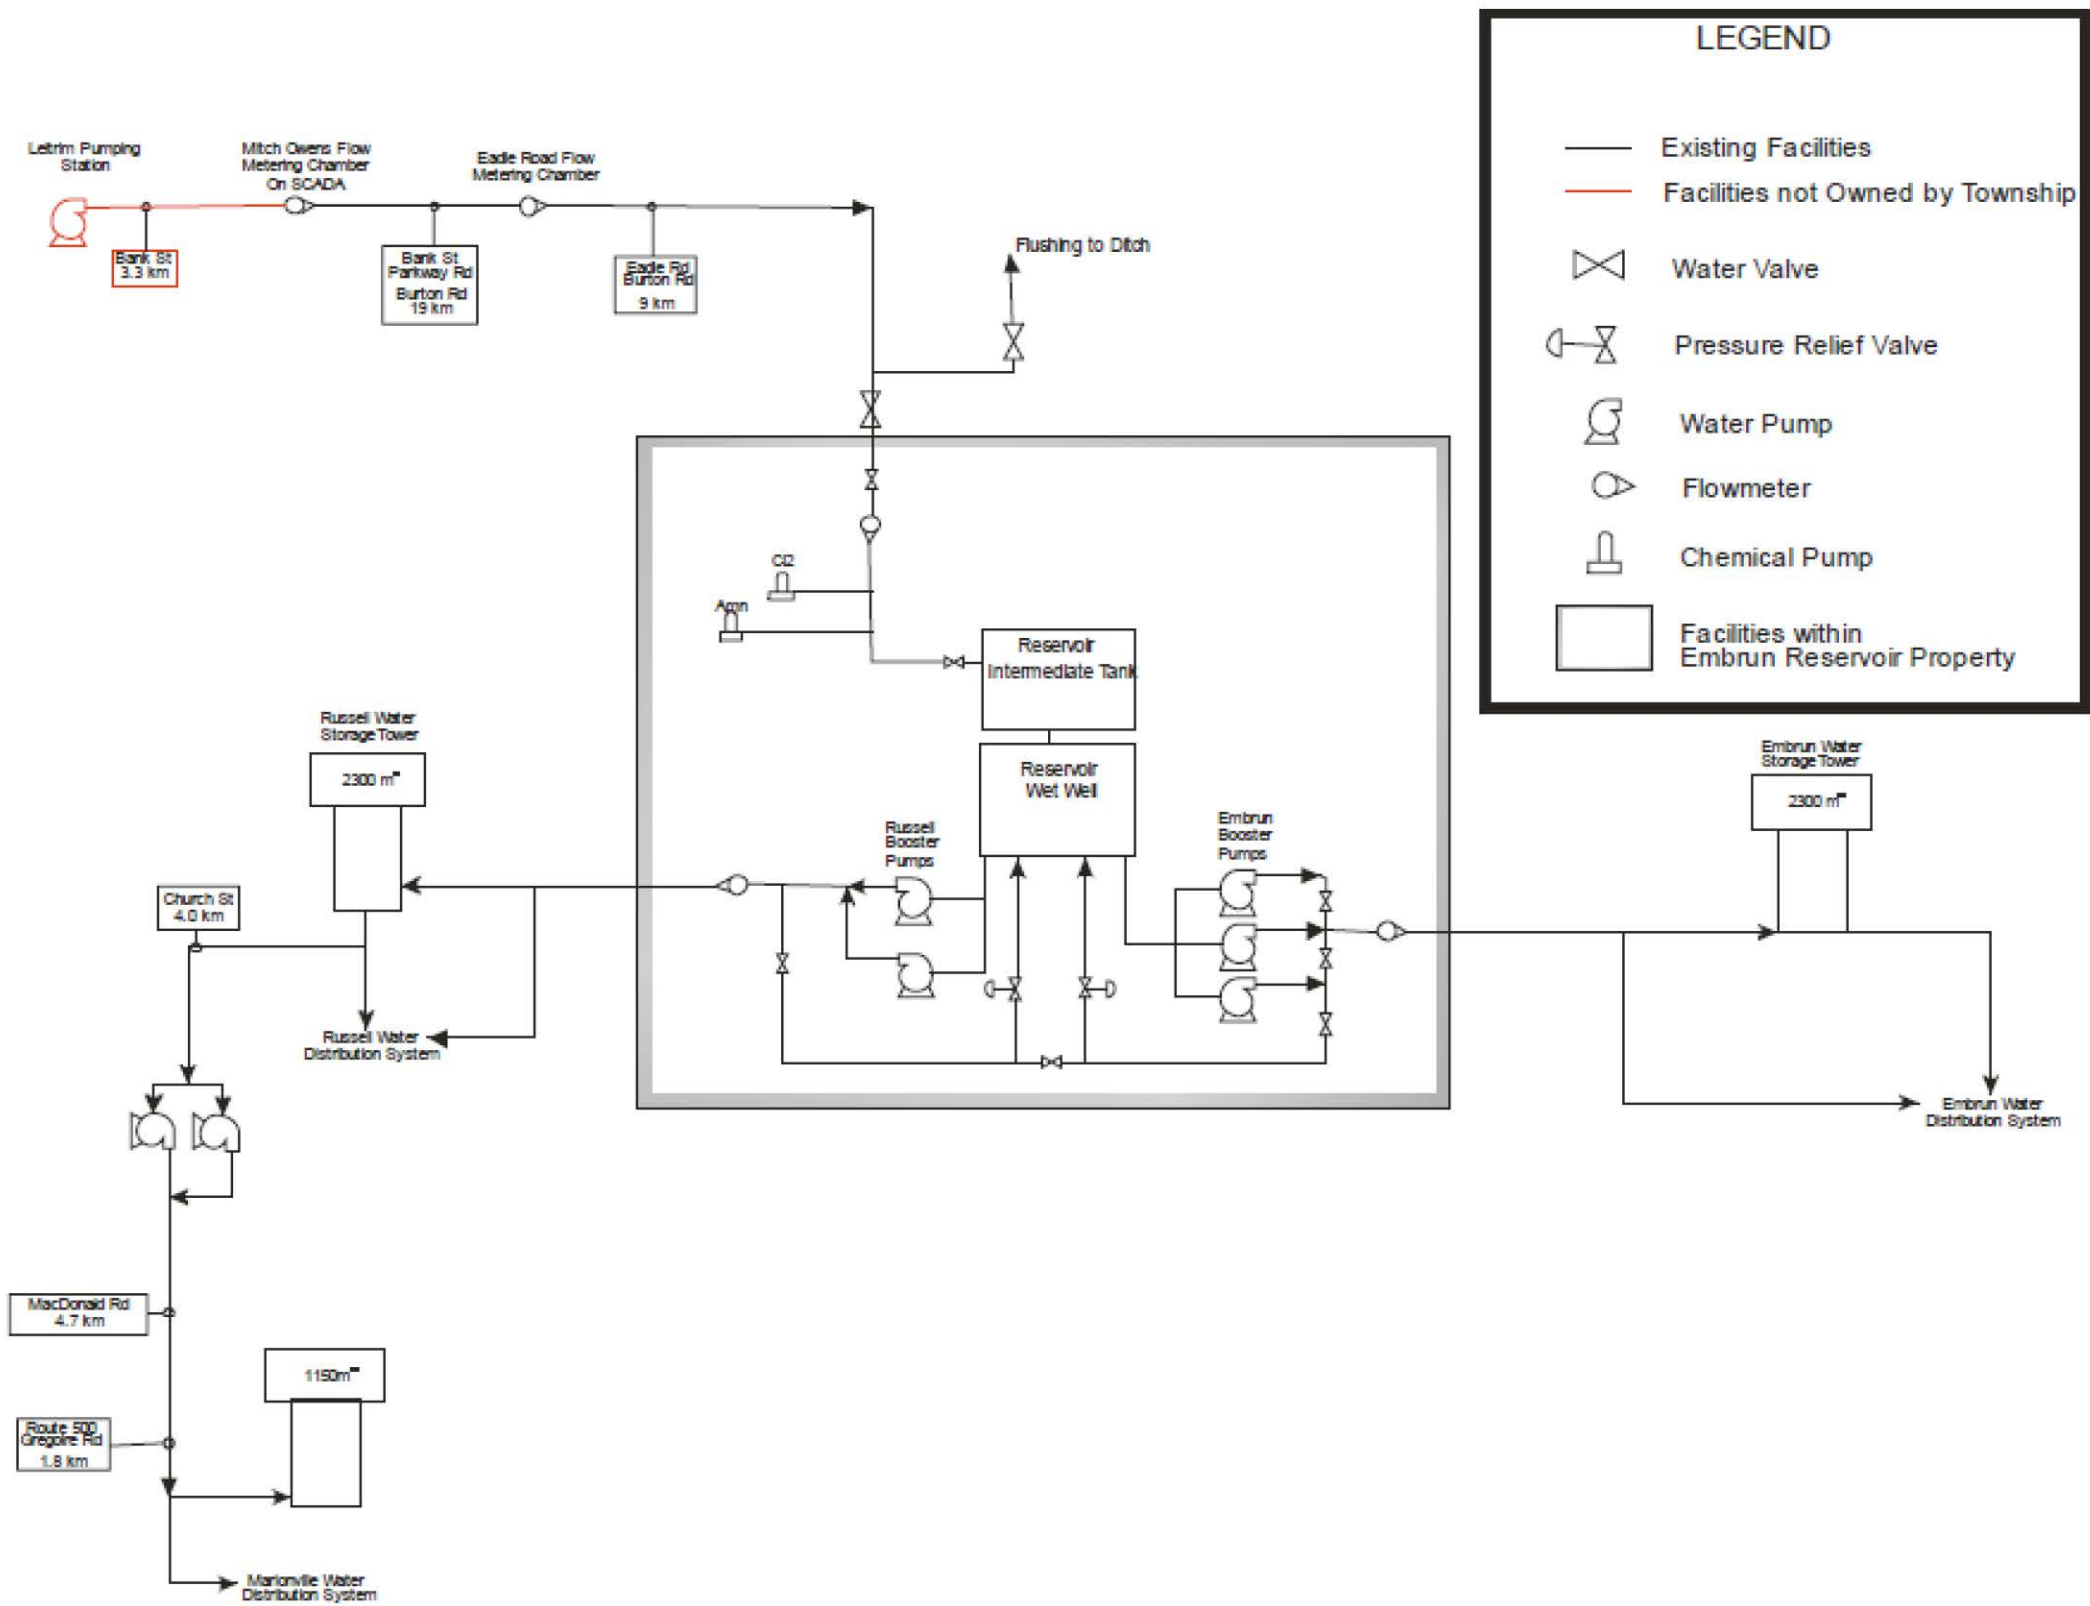 LEGEND
Existing Facilities
Facilities not Owned by Township
Water Valve
Pressure Relief Valve
Water Pump
Flowmeter
Chemical Pump
Facilities within
Embrun Reservoir Property
Leitrim Pumping
Station
Mitch Owens Flow
Metering Chamber
On SCADA
Eadie Road Flow
Metering Chamber
Bank St
3.3 km
Bank St
Parkway Rd
Burton Rd
19 km
Eadie Rd
Burton Rd
9 km
Flushing to Ditch
Cl2
Amn
Reservoir
Intermediate Tank
Reservoir
Wet Well
Russell
Booster
Pumps
Embrun
Booster
Pumps
Russell Water
Storage Tower
2300 m
Church St
4.0 km
Russell Water
Distribution System
Embrun Water
Storage Tower
2300 m
Embrun Water
Distribution System
MacDonald Rd
4.7 km
1150m
Route 500
Gregoire Rd
1.8 km
Marionville Water
Distribution System